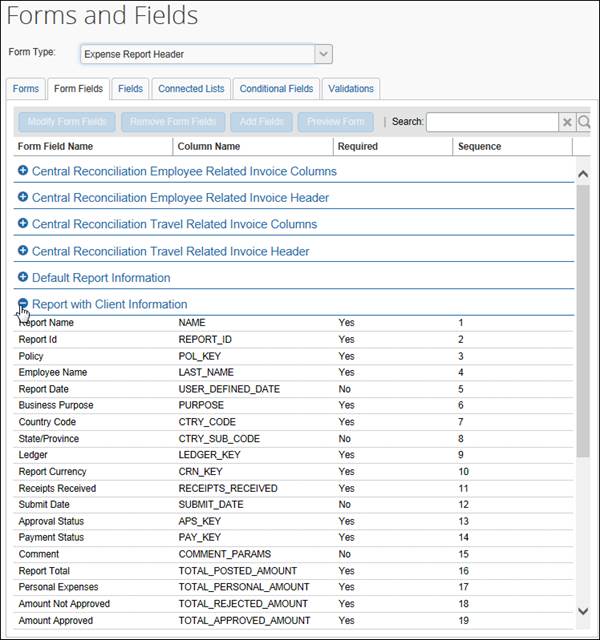 Forms and Fields
Form Type: Expense Report Header
Forms Form Fields Fields Connected Lists Conditional Fields Validations
Modify Form Fields Remove Form Fields Add Fields Preview Form | Search:
Form Field Name Column Name Required Sequence
Central Reconciliation Employee Related Invoice Columns
Central Reconciliation Employee Related Invoice Header
Central Reconciliation Travel Related Invoice Columns
Central Reconciliation Travel Related Invoice Header
Default Report Information
Report with Client Information
Report Name NAME Yes 1
Report Id REPORT_ID Yes 2
Policy POL_KEY Yes 3
Employee Name LAST_NAME Yes 4
Report Date USER_DEFINED_DATE No 5
Business Purpose PURPOSE Yes 6
Country Code CTRY_CODE Yes 7
State/Province CTRY_SUB_CODE No 8
Ledger LEDGER_KEY Yes 9
Report Currency CRN_KEY Yes 10
Receipts Received RECEIPTS_RECEIVED Yes 11
Submit Date SUBMIT_DATE No 12
Approval Status APS_KEY Yes 13
Payment Status PAY_KEY Yes 14
Comment COMMENT_PARAMS No 15
Report Total TOTAL_POSTED_AMOUNT Yes 16
Personal Expenses TOTAL_PERSONAL_AMOUNT Yes 17
Amount Not Approved TOTAL_REJECTED_AMOUNT Yes 18
Amount Approved TOTAL_APPROVED_AMOUNT Yes 19